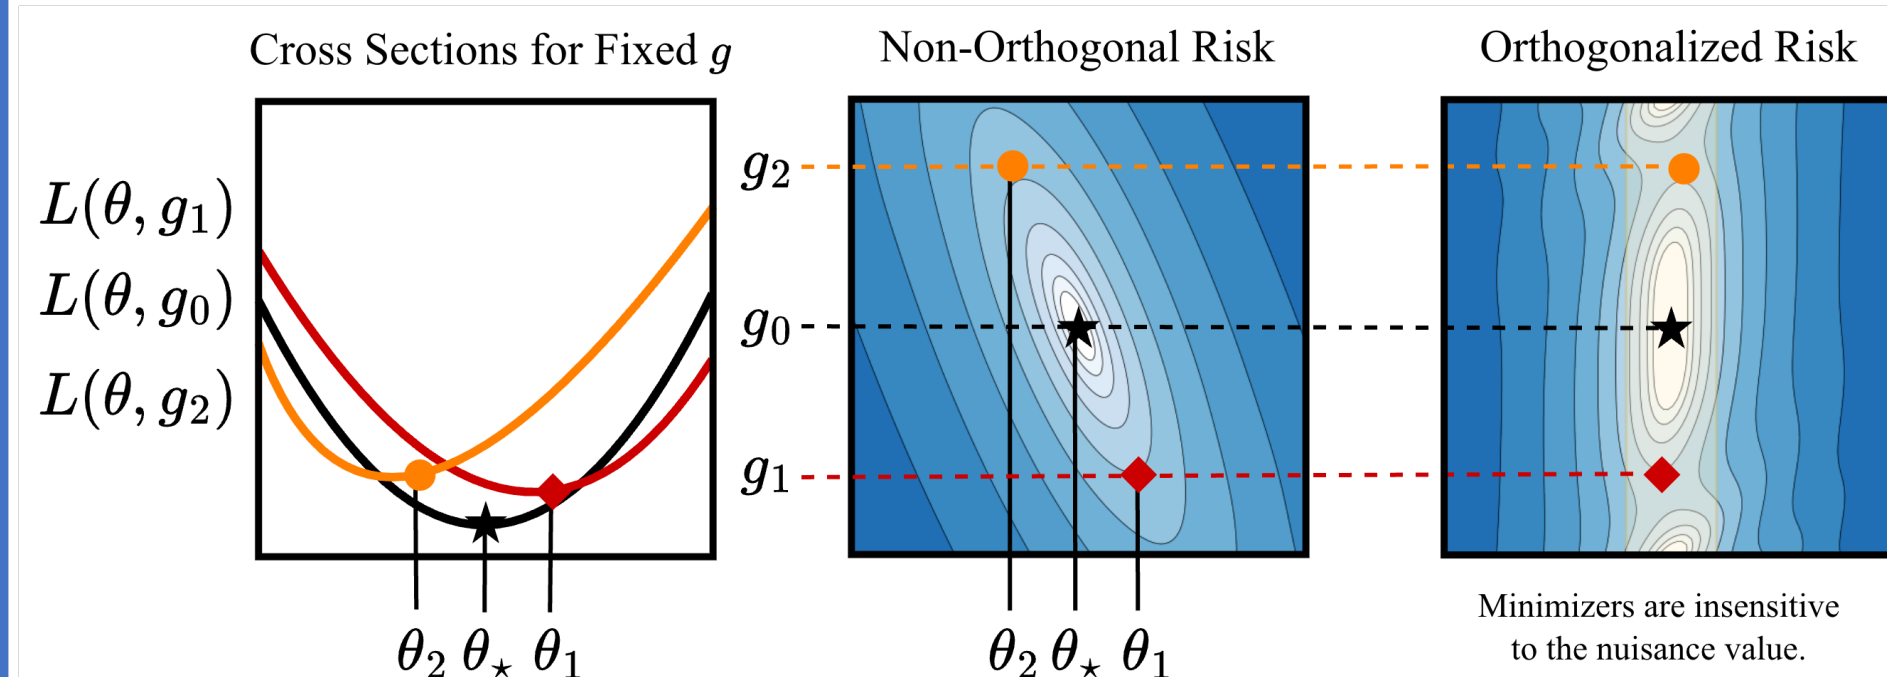 Cross Sections for Fixed g
Non-Orthogonal Risk
Orthogonalized Risk
L(θ, g₁)
L(θ, g₀)
L(θ, g₂)
g₂
g₀
g₁
θ₂ θ⋆ θ₁
θ₂ θ⋆ θ₁
Minimizers are insensitive
to the nuisance value.